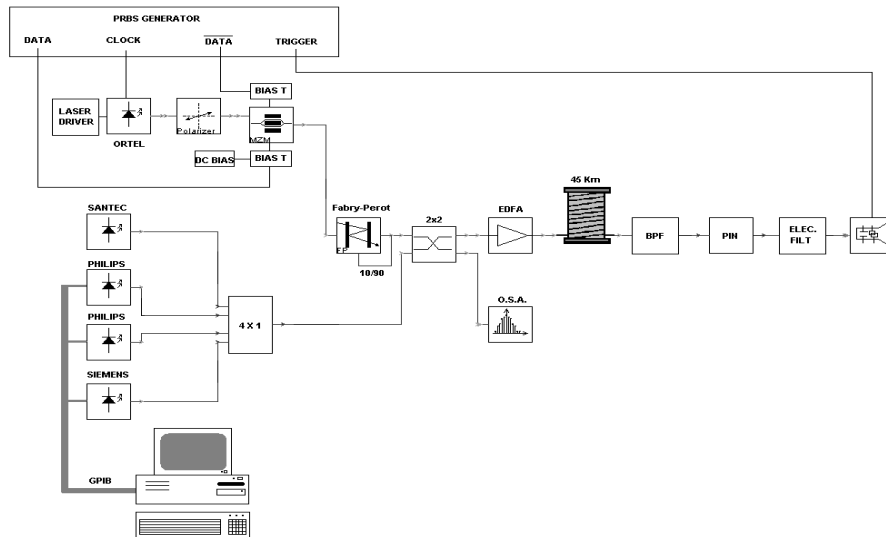 PRBS GENERATOR
DATA CLOCK DATA TRIGGER
BIAS T
LASER
DRIVER
Polarizer
MZM
ORTEL
DC BIAS
BIAS T
45 Km
SANTEC
Fabry-Perot
2x2
EDFA
FP
BPF
PIN
ELEC.
FILT
10/90
PHILIPS
O.S.A.
4 X 1
PHILIPS
SIEMENS
GPIB